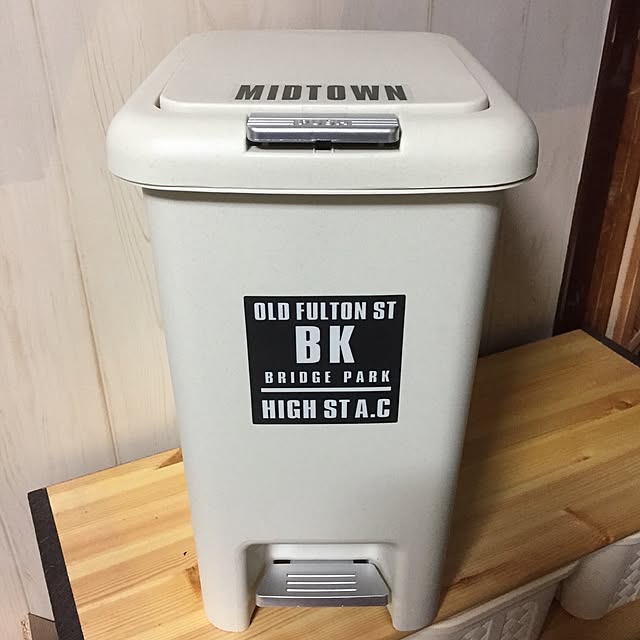 MIDTOWN
OLD FULTON ST
BK
BRIDGE PARK
HIGH ST A.C